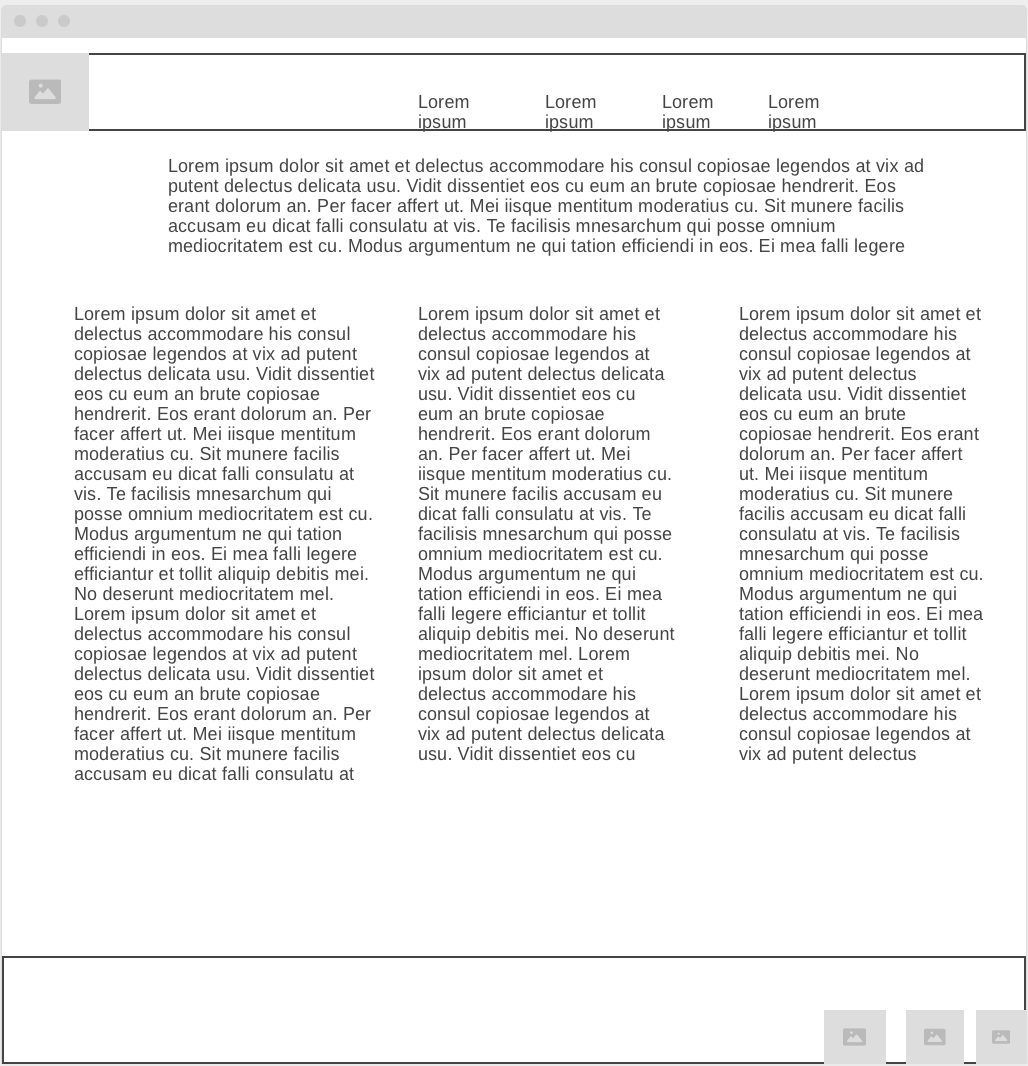 Lorem
ipsum
Lorem
ipsum
Lorem
ipsum
Lorem
ipsum
Lorem ipsum dolor sit amet et delectus accommodare his consul copiosae legendos at vix ad
putent delectus delicata usu. Vidit dissentiet eos cu eum an brute copiosae hendrerit. Eos
erant dolorum an. Per facer affert ut. Mei iisque mentitum moderatius cu. Sit munere facilis
accusam eu dicat falli consulatu at vis. Te facilisis mnesarchum qui posse omnium
mediocritatem est cu. Modus argumentum ne qui tation efficiendi in eos. Ei mea falli legere
Lorem ipsum dolor sit amet et
delectus accommodare his consul
copiosae legendos at vix ad putent
delectus delicata usu. Vidit dissentiet
eos cu eum an brute copiosae
hendrerit. Eos erant dolorum an. Per
facer affert ut. Mei iisque mentitum
moderatius cu. Sit munere facilis
accusam eu dicat falli consulatu at
vis. Te facilisis mnesarchum qui
posse omnium mediocritatem est cu.
Modus argumentum ne qui tation
efficiendi in eos. Ei mea falli legere
efficiantur et tollit aliquip debitis mei.
No deserunt mediocritatem mel.
Lorem ipsum dolor sit amet et
delectus accommodare his consul
copiosae legendos at vix ad putent
delectus delicata usu. Vidit dissentiet
eos cu eum an brute copiosae
hendrerit. Eos erant dolorum an. Per
facer affert ut. Mei iisque mentitum
moderatius cu. Sit munere facilis
accusam eu dicat falli consulatu at
Lorem ipsum dolor sit amet et
delectus accommodare his
consul copiosae legendos at
vix ad putent delectus delicata
usu. Vidit dissentiet eos cu
eum an brute copiosae
hendrerit. Eos erant dolorum
an. Per facer affert ut. Mei
iisque mentitum moderatius cu.
Sit munere facilis accusam eu
dicat falli consulatu at vis. Te
facilisis mnesarchum qui posse
omnium mediocritatem est cu.
Modus argumentum ne qui
tation efficiendi in eos. Ei mea
falli legere efficiantur et tollit
aliquip debitis mei. No deserunt
mediocritatem mel. Lorem
ipsum dolor sit amet et
delectus accommodare his
consul copiosae legendos at
vix ad putent delectus delicata
usu. Vidit dissentiet eos cu
Lorem ipsum dolor sit amet et
delectus accommodare his
consul copiosae legendos at
vix ad putent delectus
delicata usu. Vidit dissentiet
eos cu eum an brute
copiosae hendrerit. Eos erant
dolorum an. Per facer affert
ut. Mei iisque mentitum
moderatius cu. Sit munere
facilis accusam eu dicat falli
consulatu at vis. Te facilisis
mnesarchum qui posse
omnium mediocritatem est cu.
Modus argumentum ne qui
tation efficiendi in eos. Ei mea
falli legere efficiantur et tollit
aliquip debitis mei. No
deserunt mediocritatem mel.
Lorem ipsum dolor sit amet et
delectus accommodare his
consul copiosae legendos at
vix ad putent delectus